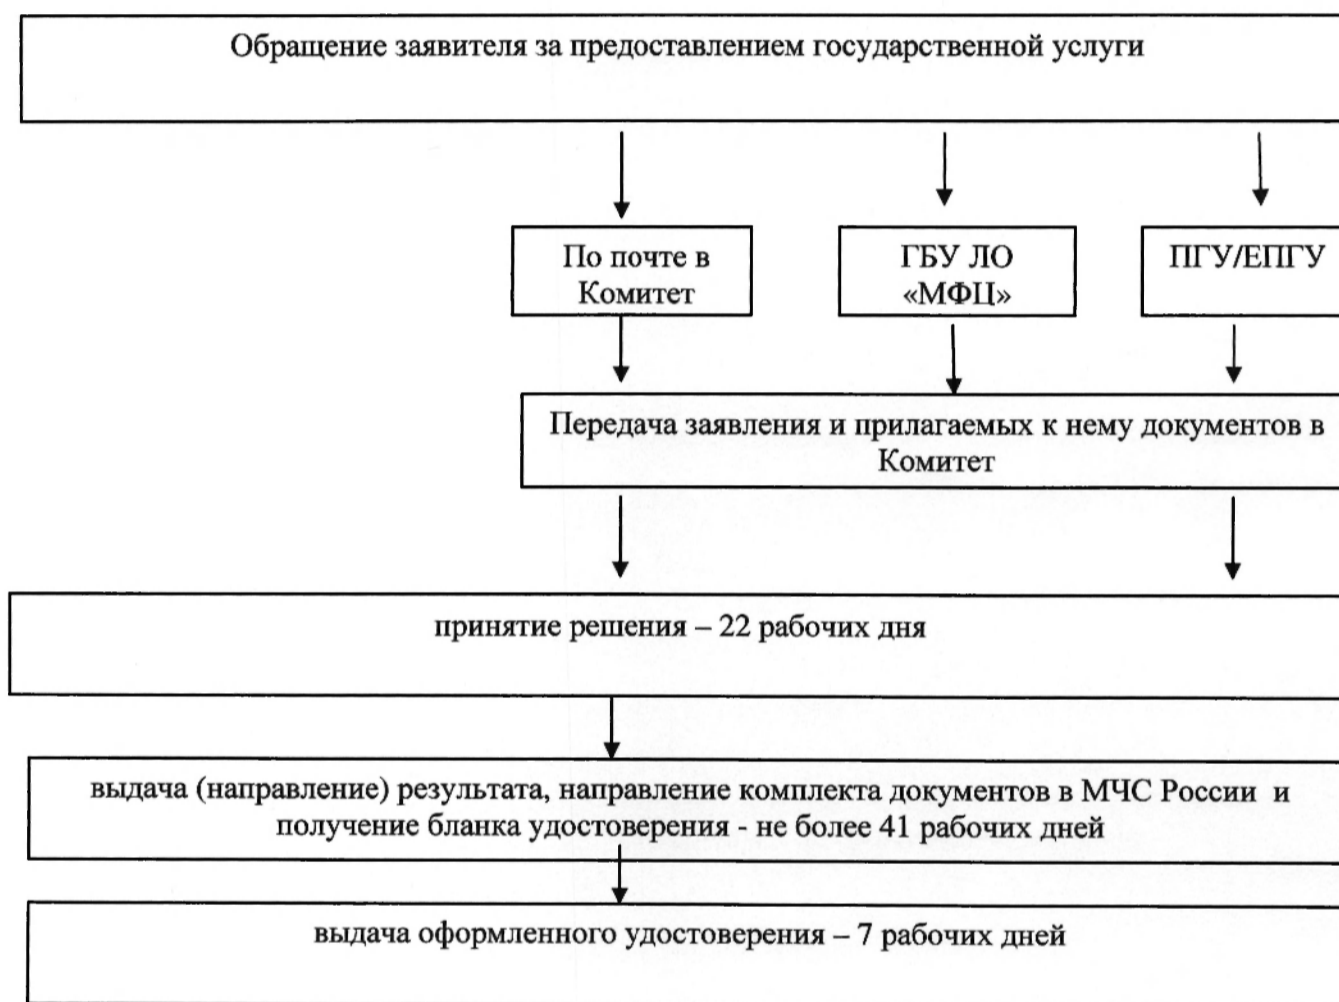 Обращение заявителя за предоставлением государственной услуги
По почте в
Комитет
ГБУ ЛО
«МФЦ»
ПГУ/ЕПГУ
Передача заявления и прилагаемых к нему документов в
Комитет
принятие решения – 22 рабочих дня
выдача (направление) результата, направление комплекта документов в МЧС России и
получение бланка удостоверения - не более 41 рабочих дней
выдача оформленного удостоверения – 7 рабочих дней